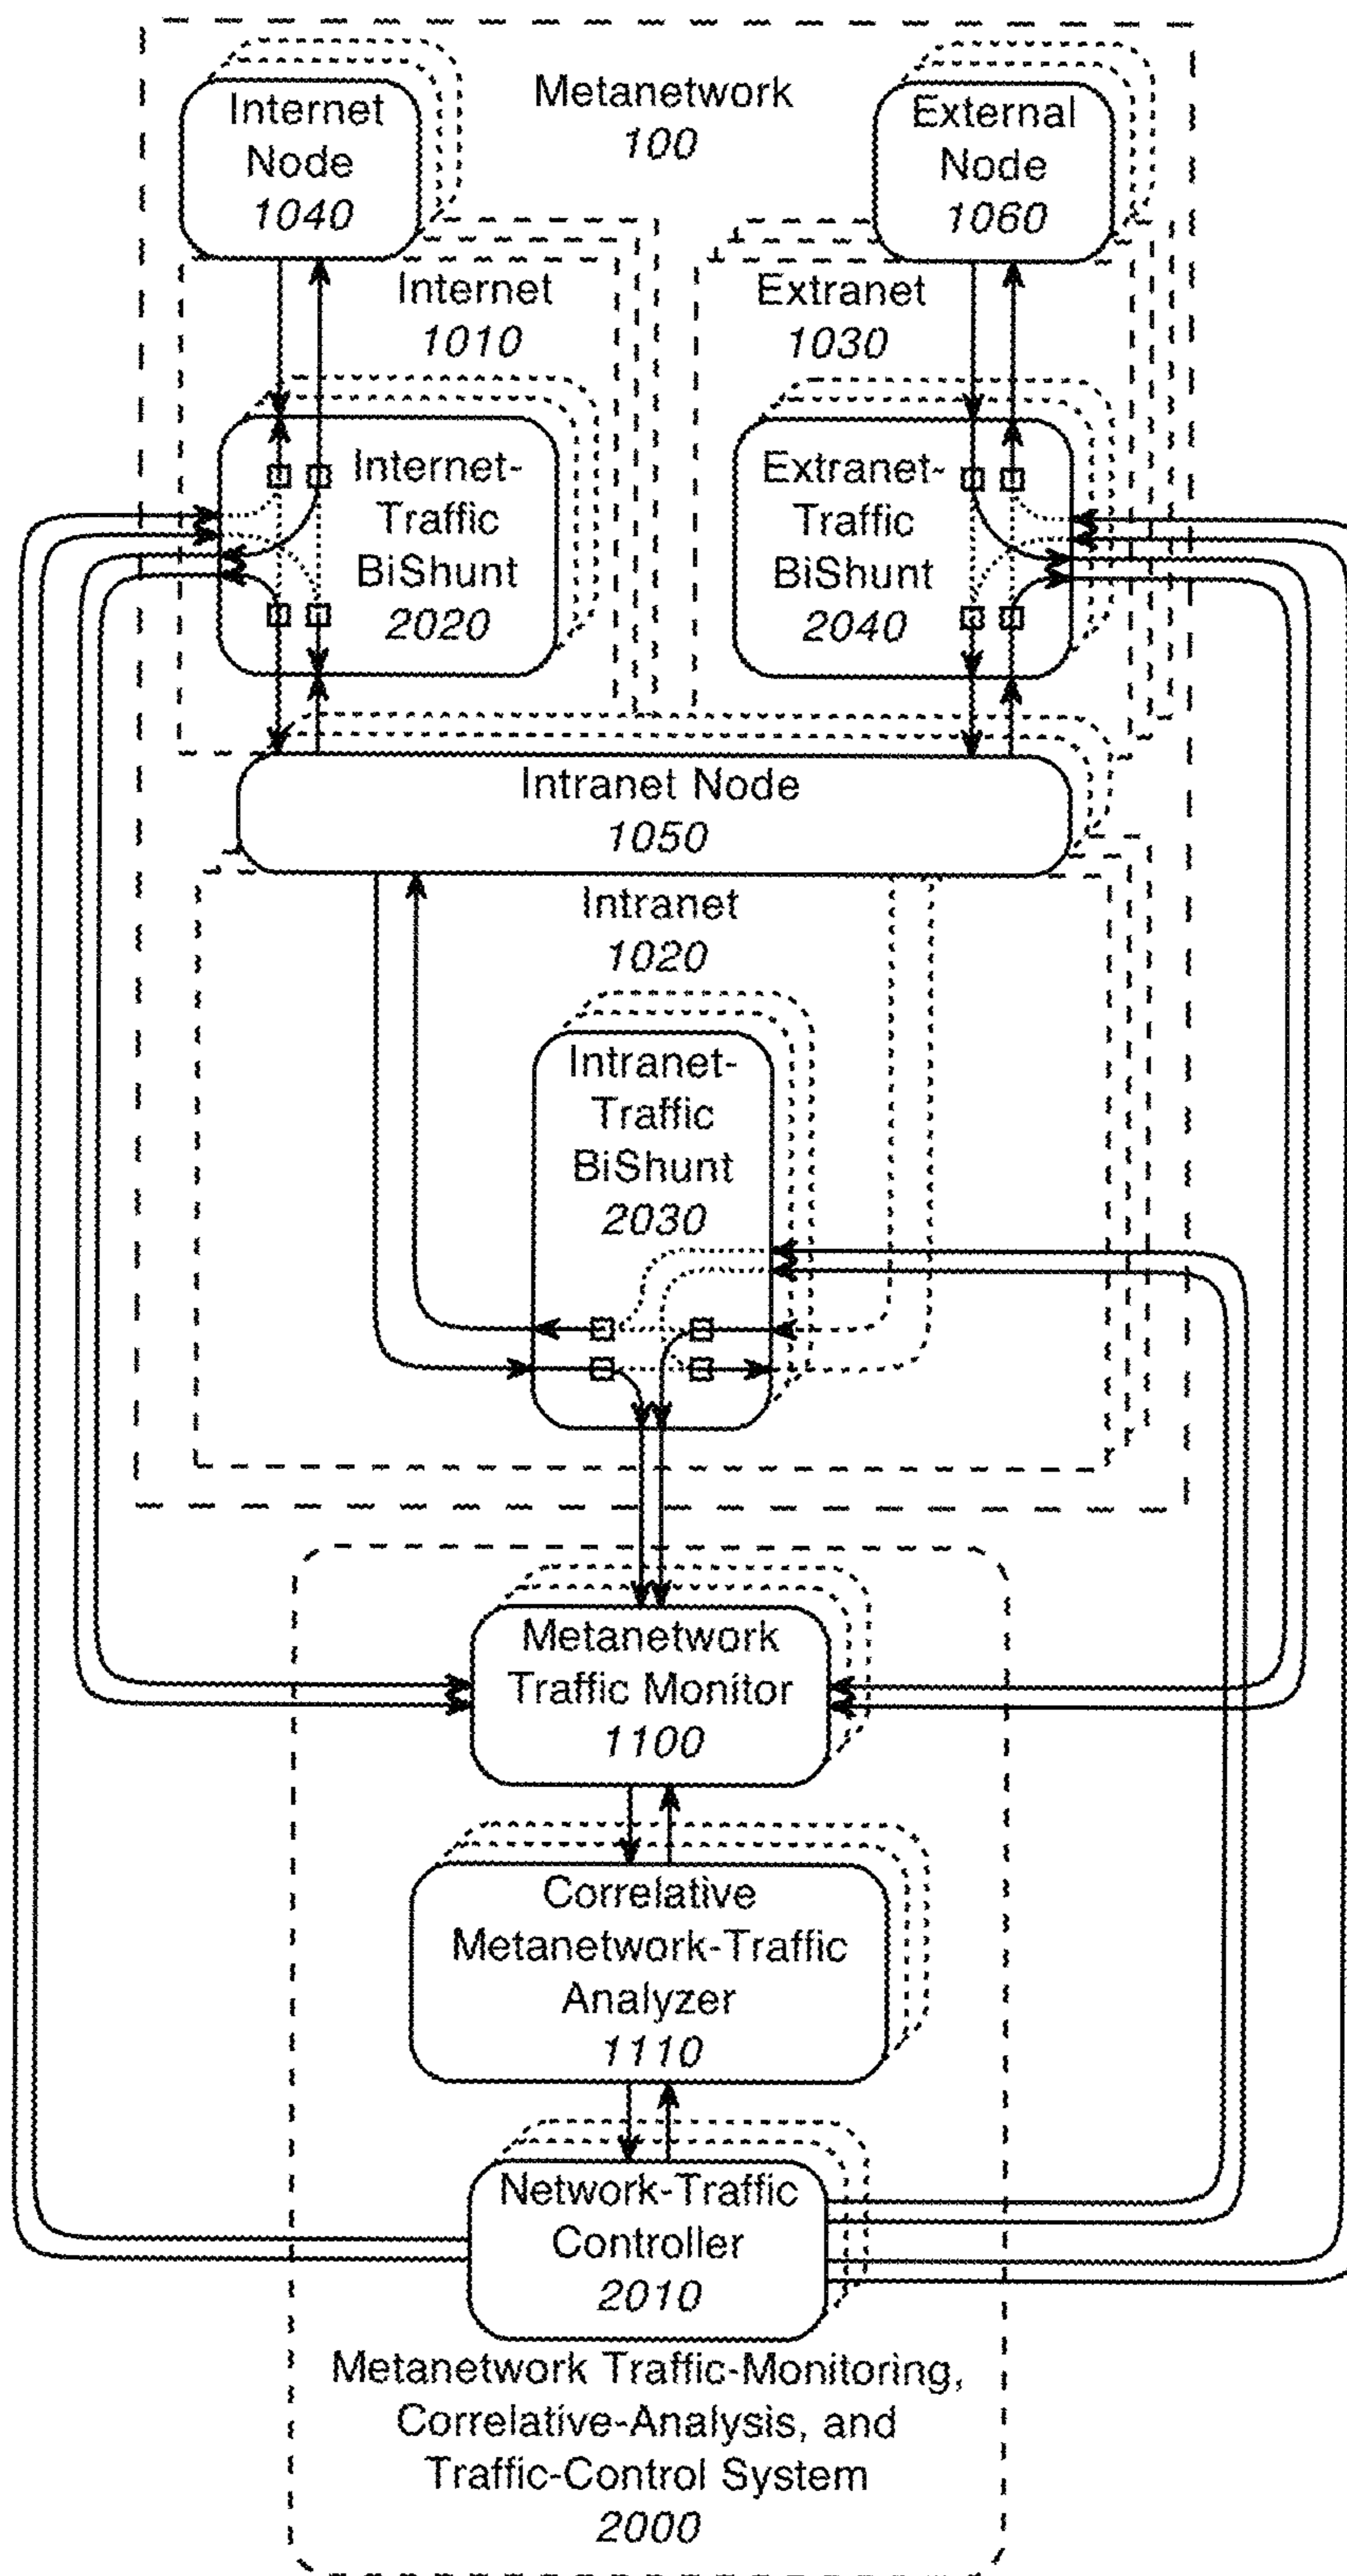 Metanetwork
100
Internet
Node
1040
External
Node
1060
Internet
1010
Extranet
1030
Internet-
Traffic
BiShunt
2020
Extranet-
Traffic
BiShunt
2040
Intranet Node
1050
Intranet
1020
Intranet-
Traffic
BiShunt
2030
Metanetwork
Traffic Monitor
1100
Correlative
Metanetwork-Traffic
Analyzer
1110
Network-Traffic
Controller
2010
Metanetwork Traffic-Monitoring,
Correlative-Analysis, and
Traffic-Control System
2000